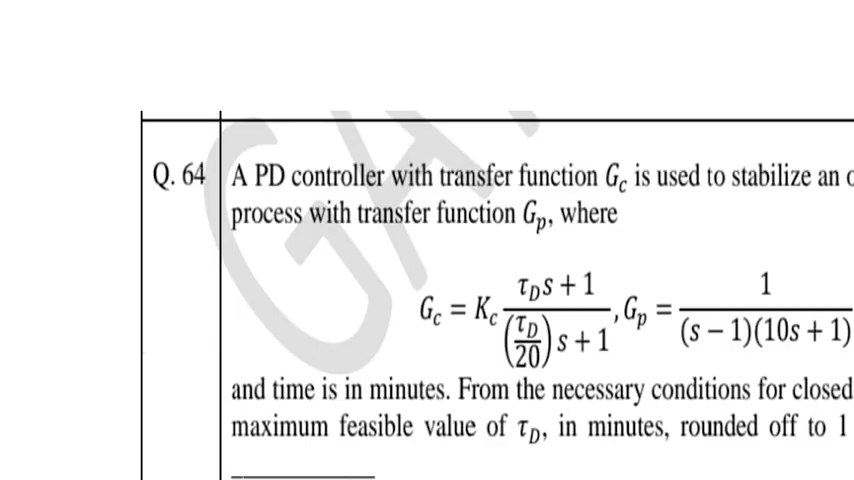 Q. 64 A PD controller with transfer function G_c is used to stabilize an
process with transfer function G_p, where
G_c = K_c (τ_D s + 1) / ((τ_D/20) s + 1), G_p = 1 / ((s − 1)(10s + 1))
and time is in minutes. From the necessary conditions for closed
maximum feasible value of τ_D, in minutes, rounded off to 1